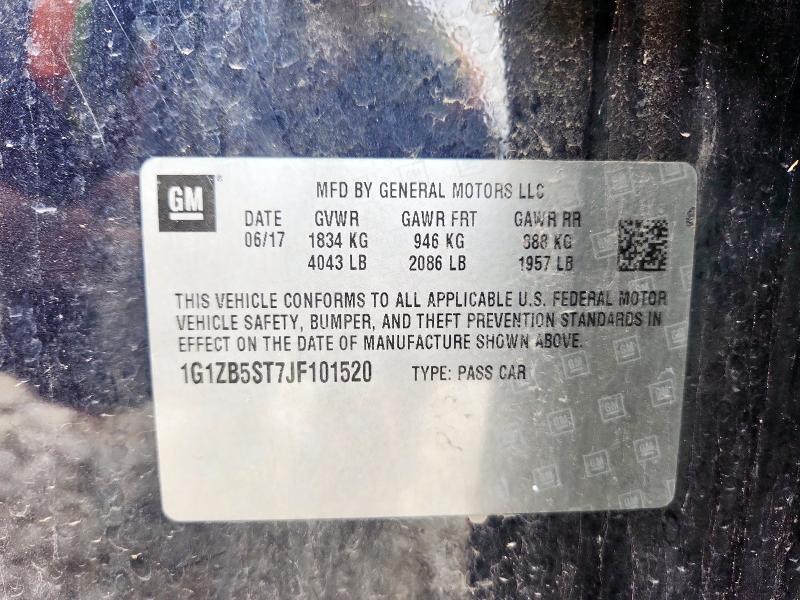 GM
MFD BY GENERAL MOTORS LLC
DATE GVWR GAWR FRT GAWR RR
06/17 1834 KG 946 KG 888 KG
4043 LB 2086 LB 1957 LB
THIS VEHICLE CONFORMS TO ALL APPLICABLE U.S. FEDERAL MOTOR
VEHICLE SAFETY, BUMPER, AND THEFT PREVENTION STANDARDS IN
EFFECT ON THE DATE OF MANUFACTURE SHOWN ABOVE.
1G1ZB5ST7JF101520 TYPE: PASS CAR